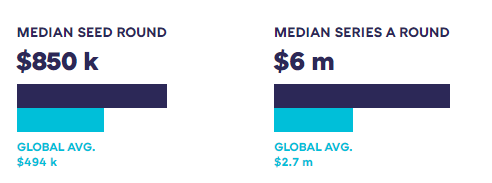 MEDIAN SEED ROUND
$850 k
GLOBAL AVG.
$494 k
MEDIAN SERIES A ROUND
$6 m
GLOBAL AVG.
$2.7 m